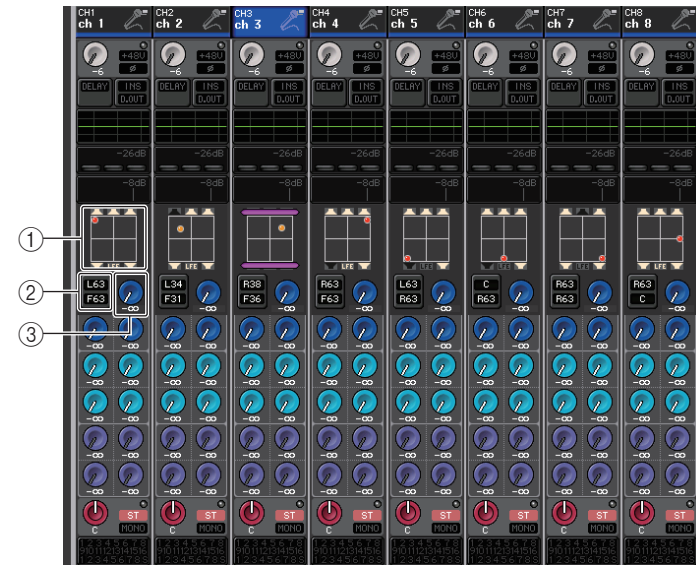 CH1 CH2 CH3 CH4 CH5 CH6 CH7 CH8
ch 1 ch 2 ch 3 ch 4 ch 5 ch 6 ch 7 ch 8
+48V +48V +48V +48V +48V +48V +48V +48V
-6 ø -6 ø -6 ø -6 ø -6 ø -6 ø -6 ø -6 ø
DELAY INS DELAY INS DELAY INS DELAY INS DELAY INS DELAY INS DELAY INS DELAY INS
D.OUT D.OUT D.OUT D.OUT D.OUT D.OUT D.OUT D.OUT
-26dB -26dB -26dB -26dB -26dB -26dB -26dB -26dB
-8dB -8dB -8dB -8dB -8dB -8dB -8dB -8dB
①
LFE LFE LFE LFE LFE LFE LFE
② L63 L34 R38 R63 L63 C R63 R63
F63 F31 F36 F63 R63 R63 R63 C
-∞ -∞ -∞ -∞ -∞ -∞ -∞ -∞
③
-∞ -∞ -∞ -∞ -∞ -∞ -∞ -∞ -∞ -∞ -∞ -∞ -∞ -∞ -∞ -∞
-∞ -∞ -∞ -∞ -∞ -∞ -∞ -∞ -∞ -∞ -∞ -∞ -∞ -∞ -∞ -∞
-∞ -∞ -∞ -∞ -∞ -∞ -∞ -∞ -∞ -∞ -∞ -∞ -∞ -∞ -∞ -∞
-∞ -∞ -∞ -∞ -∞ -∞ -∞ -∞ -∞ -∞ -∞ -∞ -∞ -∞ -∞ -∞
-∞ -∞ -∞ -∞ -∞ -∞ -∞ -∞ -∞ -∞ -∞ -∞ -∞ -∞ -∞ -∞
ST ST ST ST ST ST ST ST
C MONO C MONO C MONO C MONO C MONO C MONO C MONO C MONO